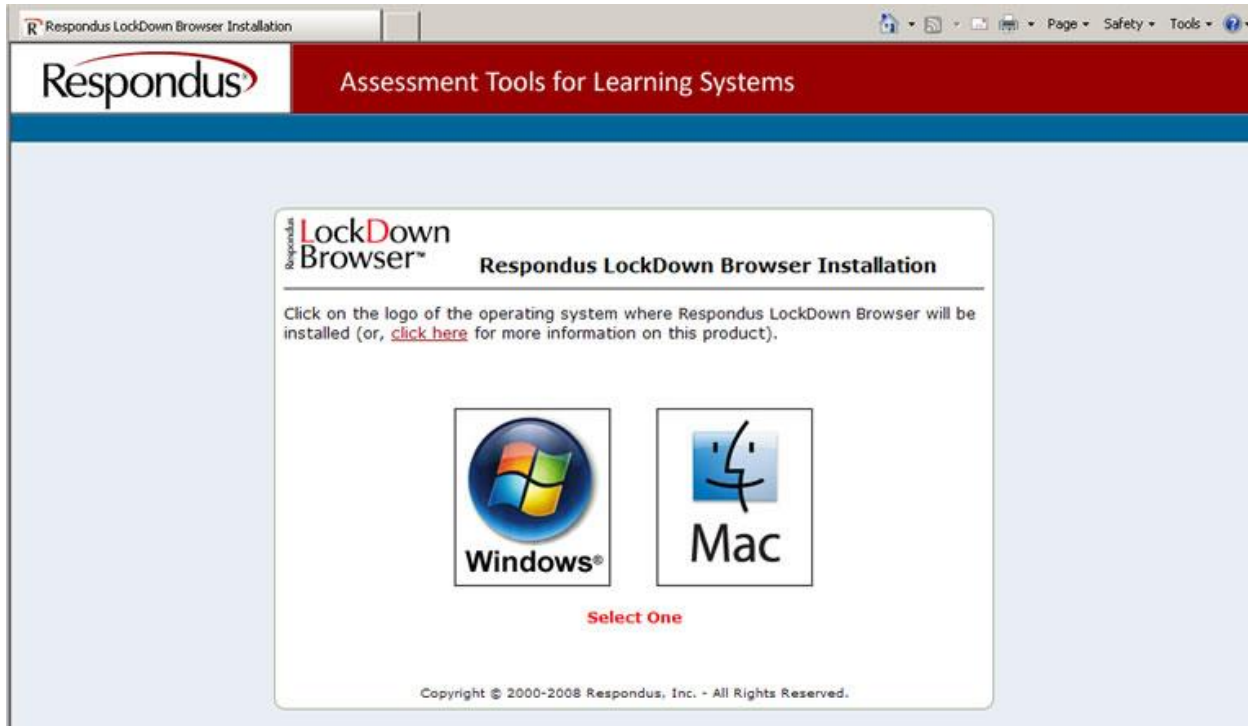 Respondus LockDown Browser Installation
Page Safety Tools
Respondus® Assessment Tools for Learning Systems
Respondus LockDown Browser™
Respondus LockDown Browser Installation
Click on the logo of the operating system where Respondus LockDown Browser will be
installed (or, click here for more information on this product).
Windows® Mac
Select One
Copyright © 2000-2008 Respondus, Inc. - All Rights Reserved.